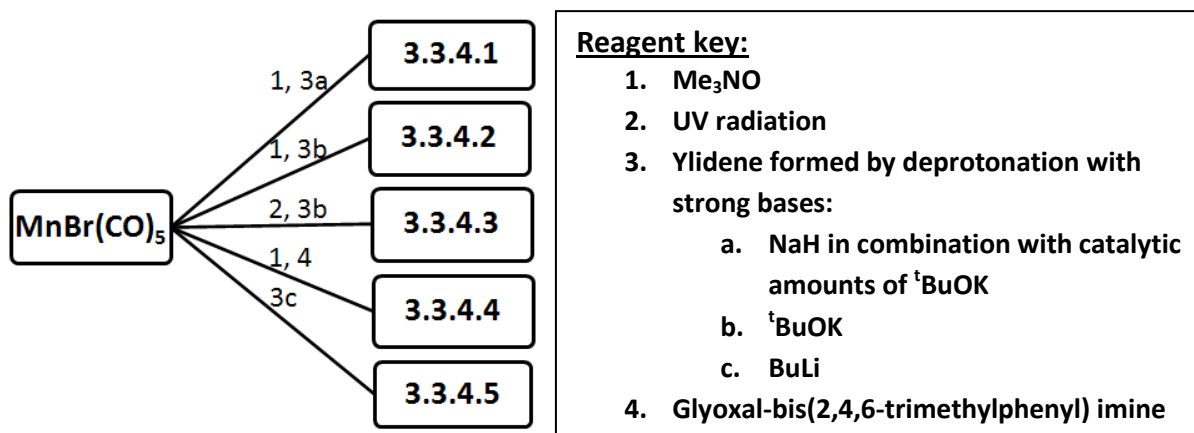 MnBr(CO)₅
1, 3a
1, 3b
2, 3b
1, 4
3c
3.3.4.1
3.3.4.2
3.3.4.3
3.3.4.4
3.3.4.5
Reagent key:
1. Me₃NO
2. UV radiation
3. Ylidene formed by deprotonation with
strong bases:
a. NaH in combination with catalytic
amounts of ᵗBuOK
b. ᵗBuOK
c. BuLi
4. Glyoxal-bis(2,4,6-trimethylphenyl) imine